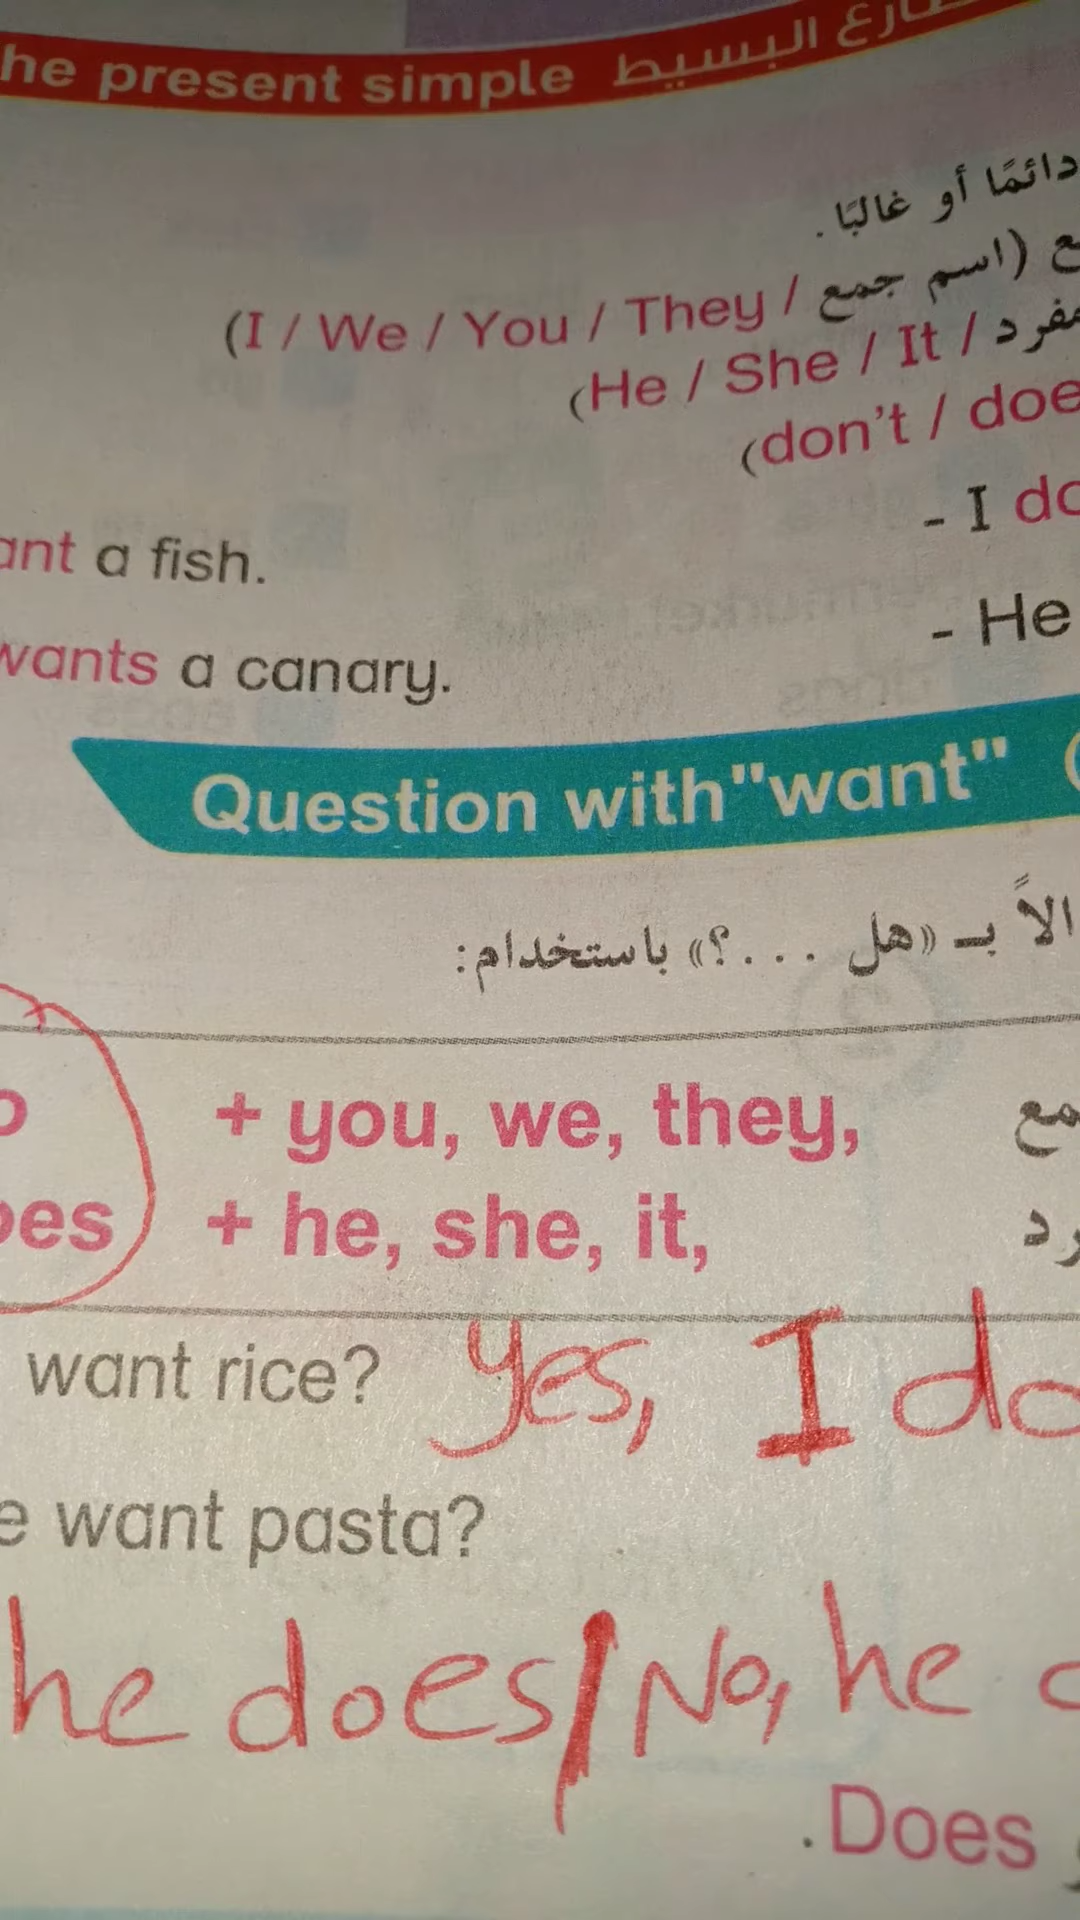 he present simple البسيط
دائمًا أو غالبًا.
(I / We / You / They / اسم جمع)
(He / She / It /
(don't / doe
- I do
ant a fish.
- He
wants a canary.
Question with "want"
الاً بـ «هل ...؟» باستخدام:
+ you, we, they,
oes + he, she, it,
want rice? Yes, I do
e want pasta?
he does / No, he
. Does